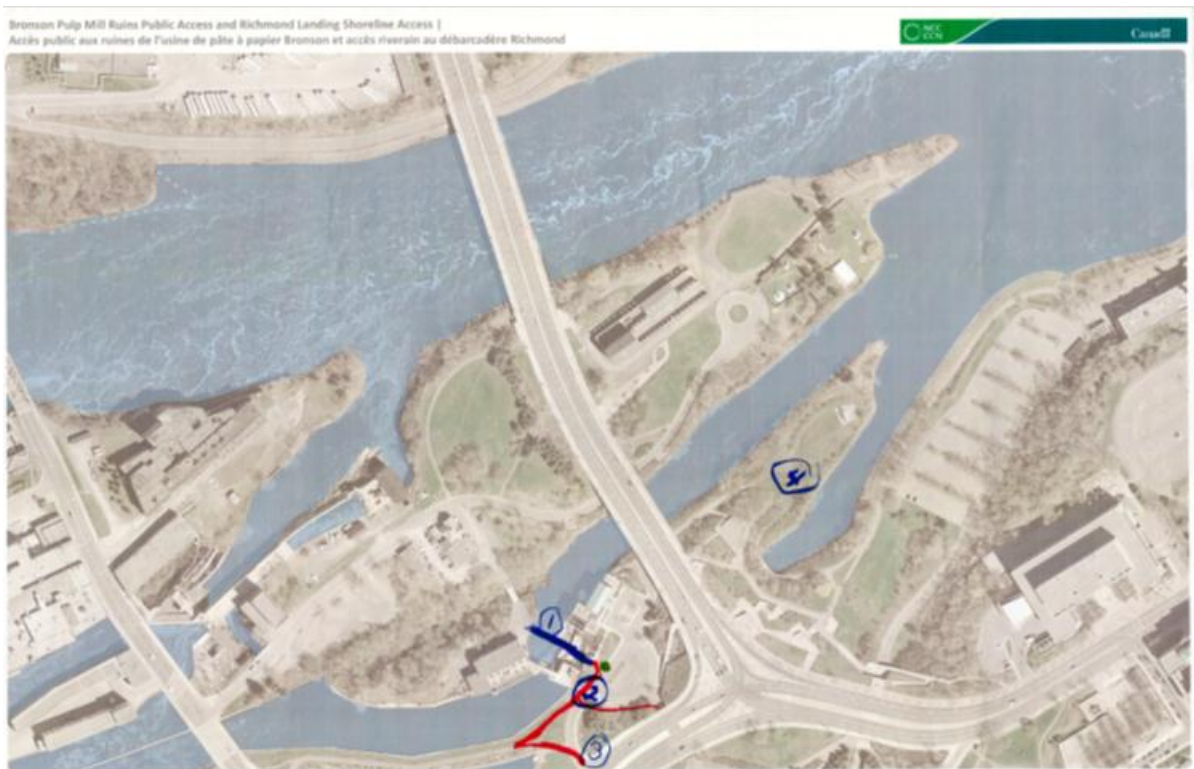 Bronson Pulp Mill Ruins Public Access and Richmond Landing Shoreline Access |
Accès public aux ruines de l'usine de pâte à papier Bronson et accès riverain au débarcadère Richmond
NCC
CCN
Canada
1
2
3